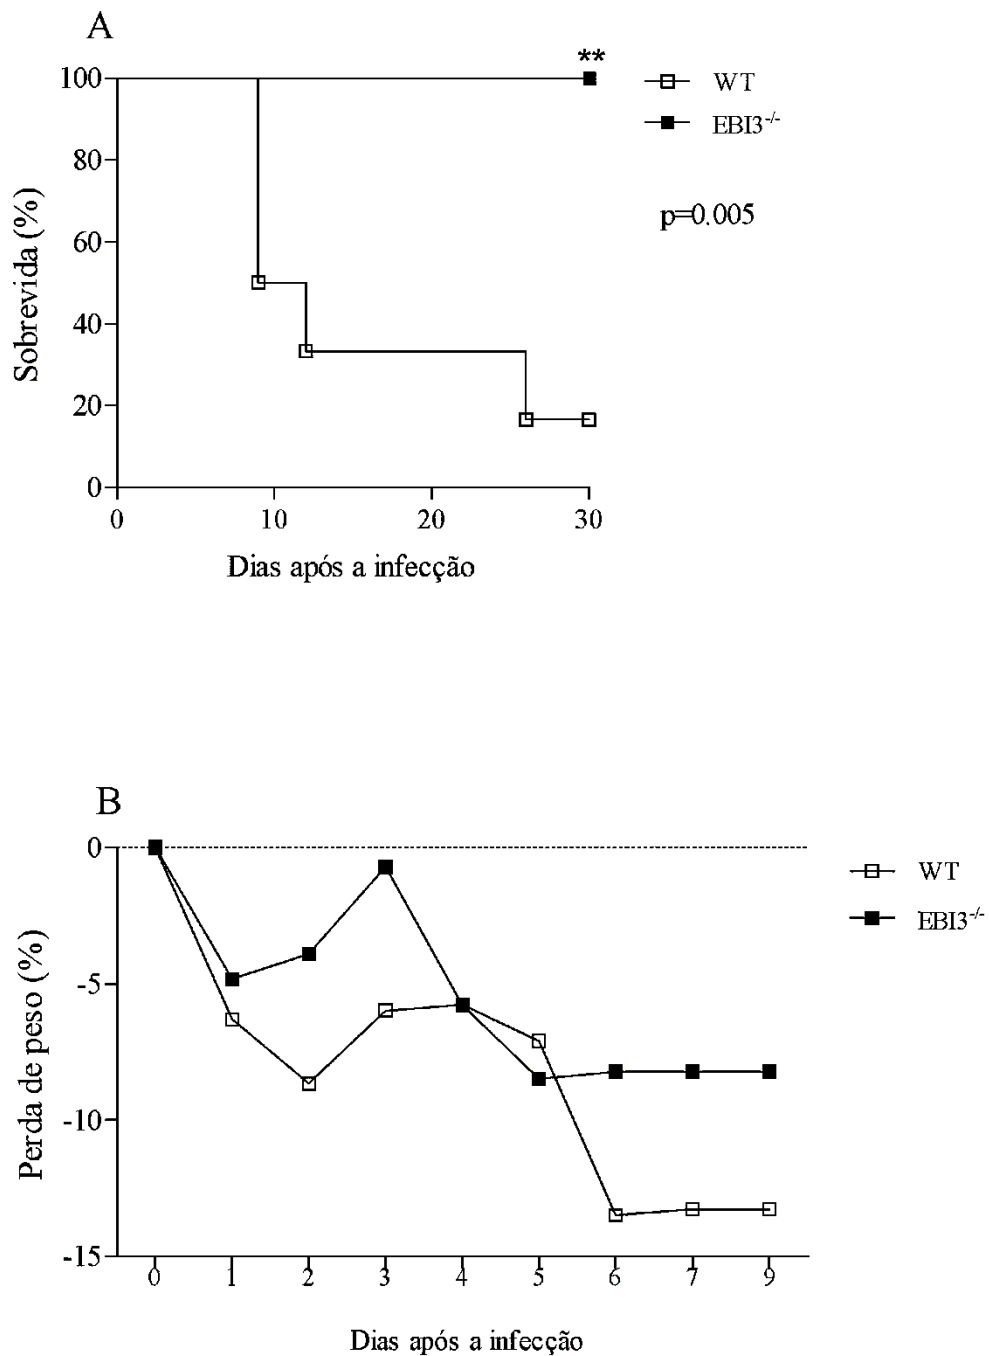 A
**
100
80
60
40
20
0
Sobrevida (%)
0 10 20 30
Dias após a infecção
WT
EBI3-/-
p=0.005
B
0
-5
-10
-15
Perda de peso (%)
0 1 2 3 4 5 6 7 9
Dias após a infecção
WT
EBI3-/-